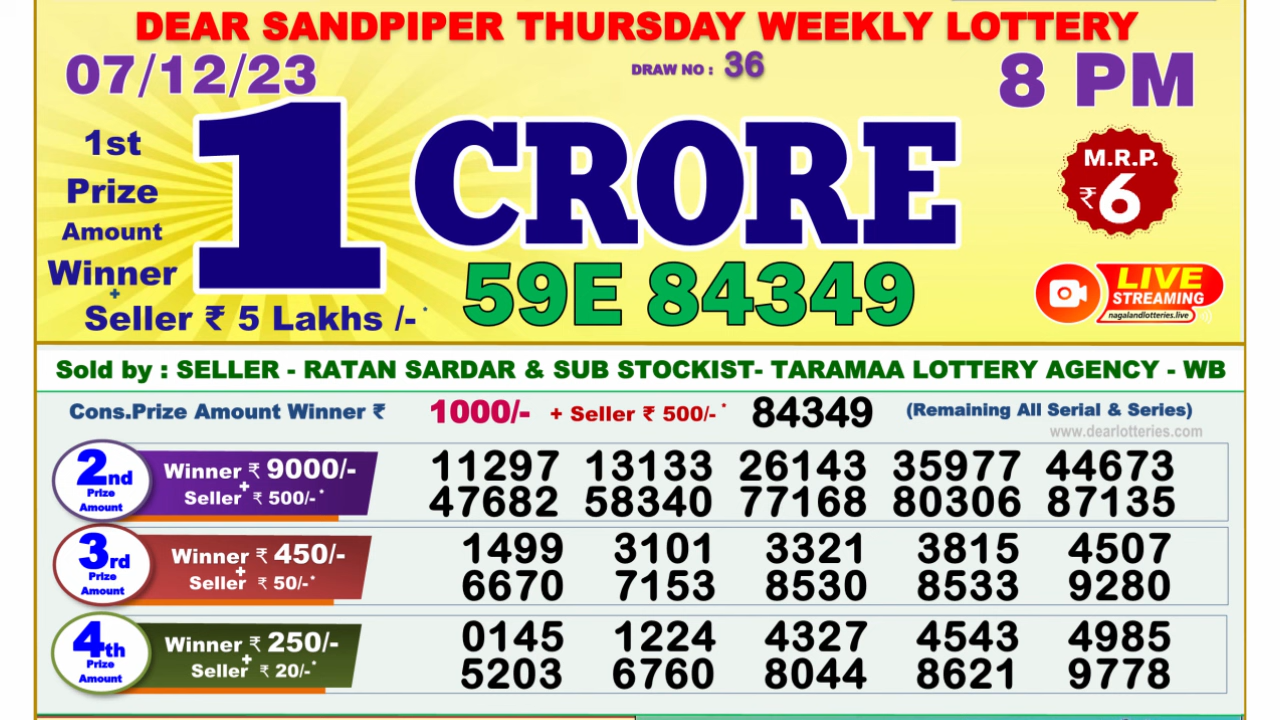 DEAR SANDPIPER THURSDAY WEEKLY LOTTERY
07/12/23
DRAW NO : 36
8 PM
1st
Prize
Amount
Winner
+
Seller ₹ 5 Lakhs /-*
1 CRORE
59E 84349
M.R.P.
₹6
LIVE
STREAMING
nagalandlotteries.live
Sold by : SELLER - RATAN SARDAR & SUB STOCKIST- TARAMAA LOTTERY AGENCY - WB
Cons.Prize Amount Winner ₹ 1000/- + Seller ₹ 500/-* 84349 (Remaining All Serial & Series)
www.dearlotteries.com
2nd
Prize
Amount
Winner ₹ 9000/-
+
Seller ₹ 500/-*
11297 13133 26143 35977 44673
47682 58340 77168 80306 87135
3rd
Prize
Amount
Winner ₹ 450/-
+
Seller ₹ 50/-*
1499 3101 3321 3815 4507
6670 7153 8530 8533 9280
4th
Prize
Amount
Winner ₹ 250/-
+
Seller ₹ 20/-*
0145 1224 4327 4543 4985
5203 6760 8044 8621 9778